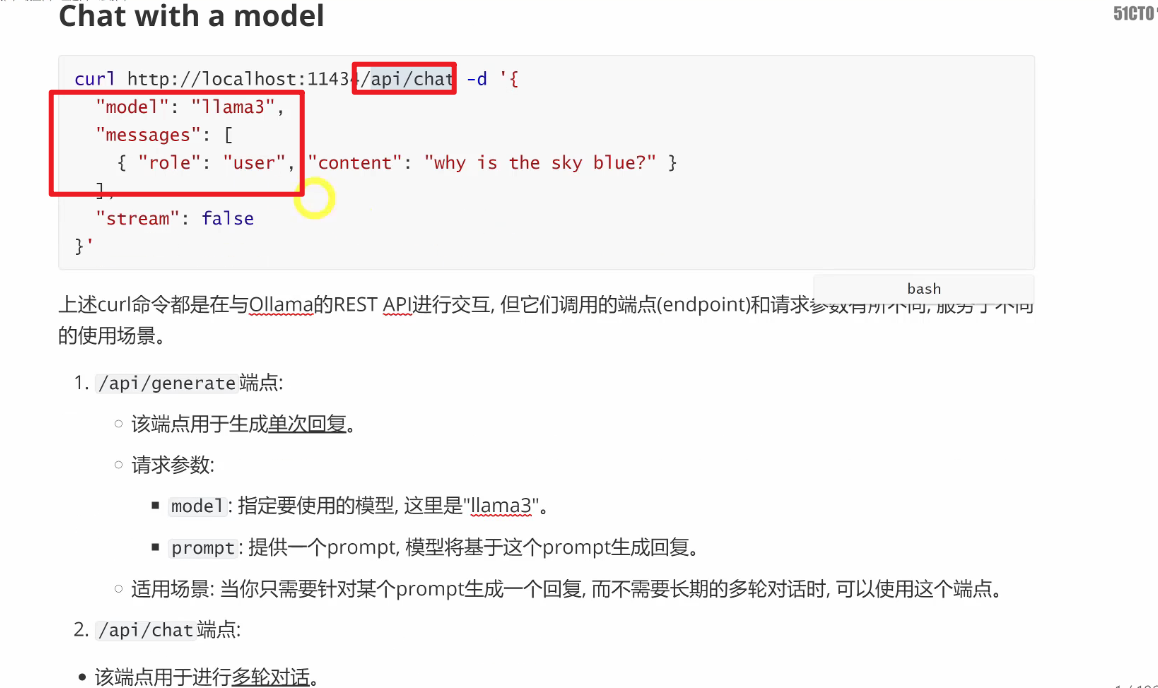 Chat with a model
51CTO
curl http://localhost:11434/api/chat -d '{
"model": "llama3",
"messages": [
{ "role": "user", "content": "why is the sky blue?" }
],
"stream": false
}'
bash
上述curl命令都是在与Ollama的REST API进行交互, 但它们调用的端点(endpoint)和请求参数有所不同, 服务于不同
的使用场景。
1. /api/generate端点:
○ 该端点用于生成单次回复。
○ 请求参数:
▪ model: 指定要使用的模型, 这里是"llama3"。
▪ prompt: 提供一个prompt, 模型将基于这个prompt生成回复。
○ 适用场景: 当你只需要针对某个prompt生成一个回复, 而不需要长期的多轮对话时, 可以使用这个端点。
2. /api/chat端点:
• 该端点用于进行多轮对话。